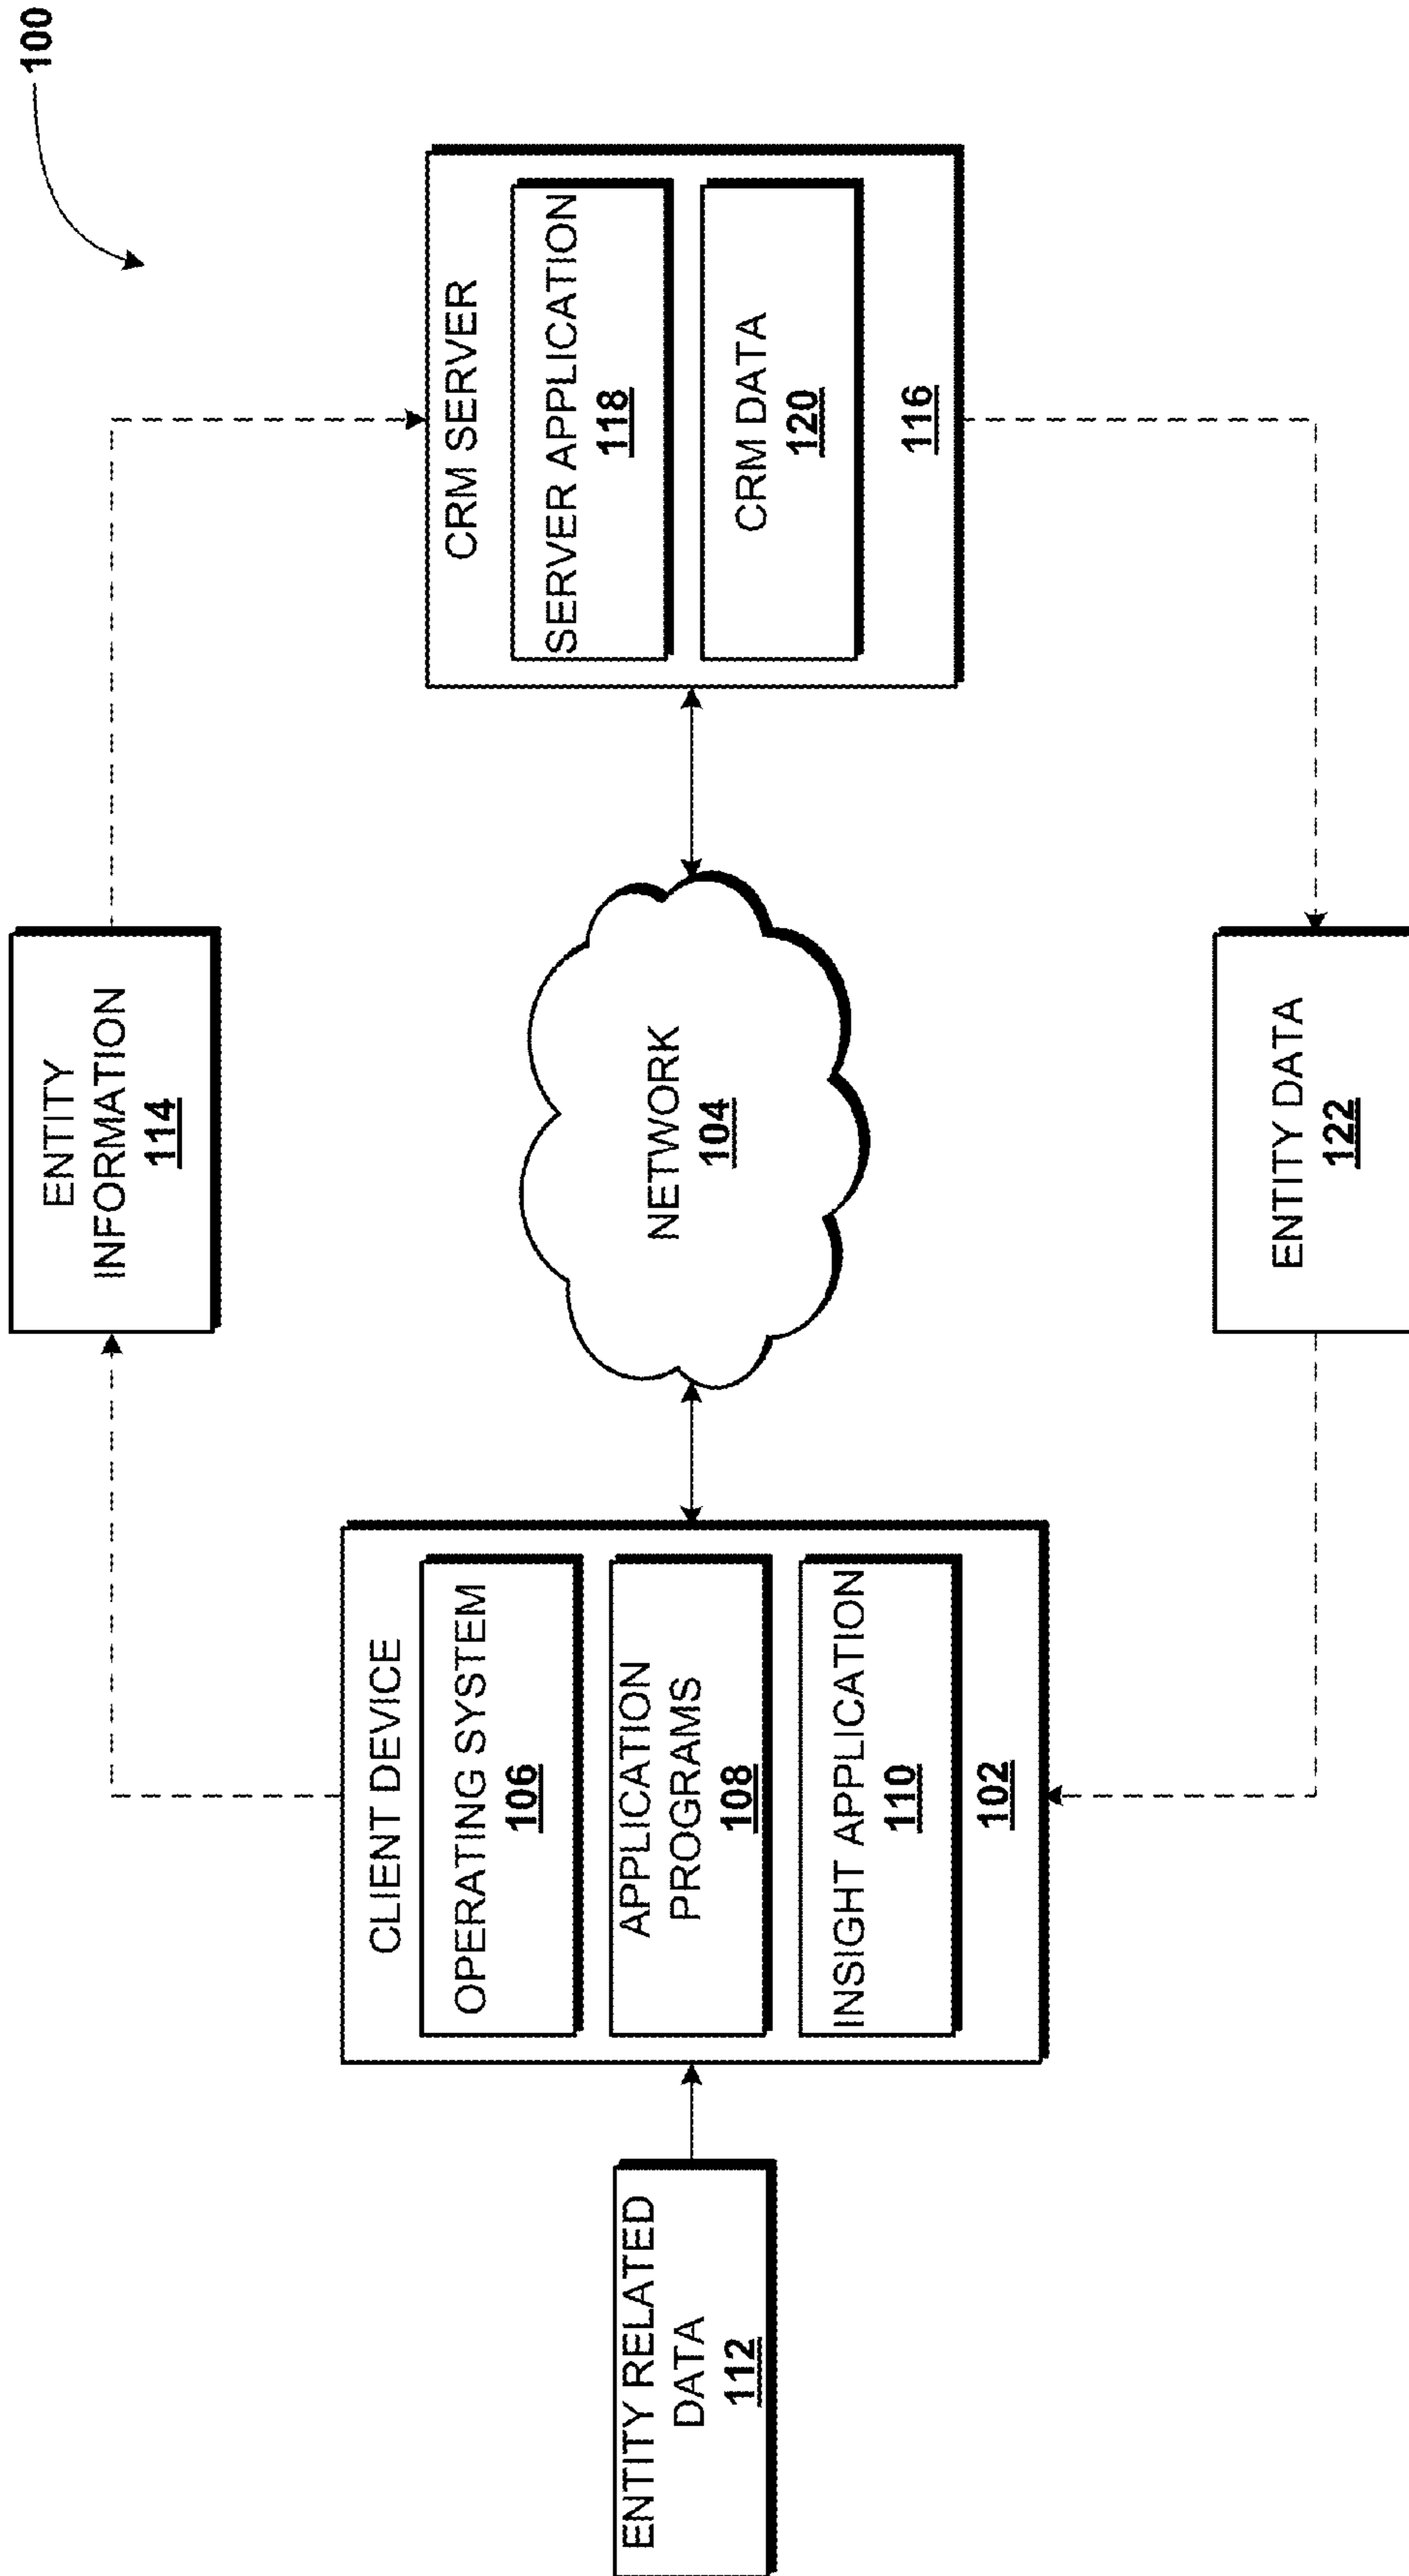 100
ENTITY
INFORMATION
114
CLIENT DEVICE
OPERATING SYSTEM
106
APPLICATION
PROGRAMS
108
INSIGHT APPLICATION
110
102
ENTITY RELATED
DATA
112
NETWORK
104
CRM SERVER
SERVER APPLICATION
118
CRM DATA
120
116
ENTITY DATA
122